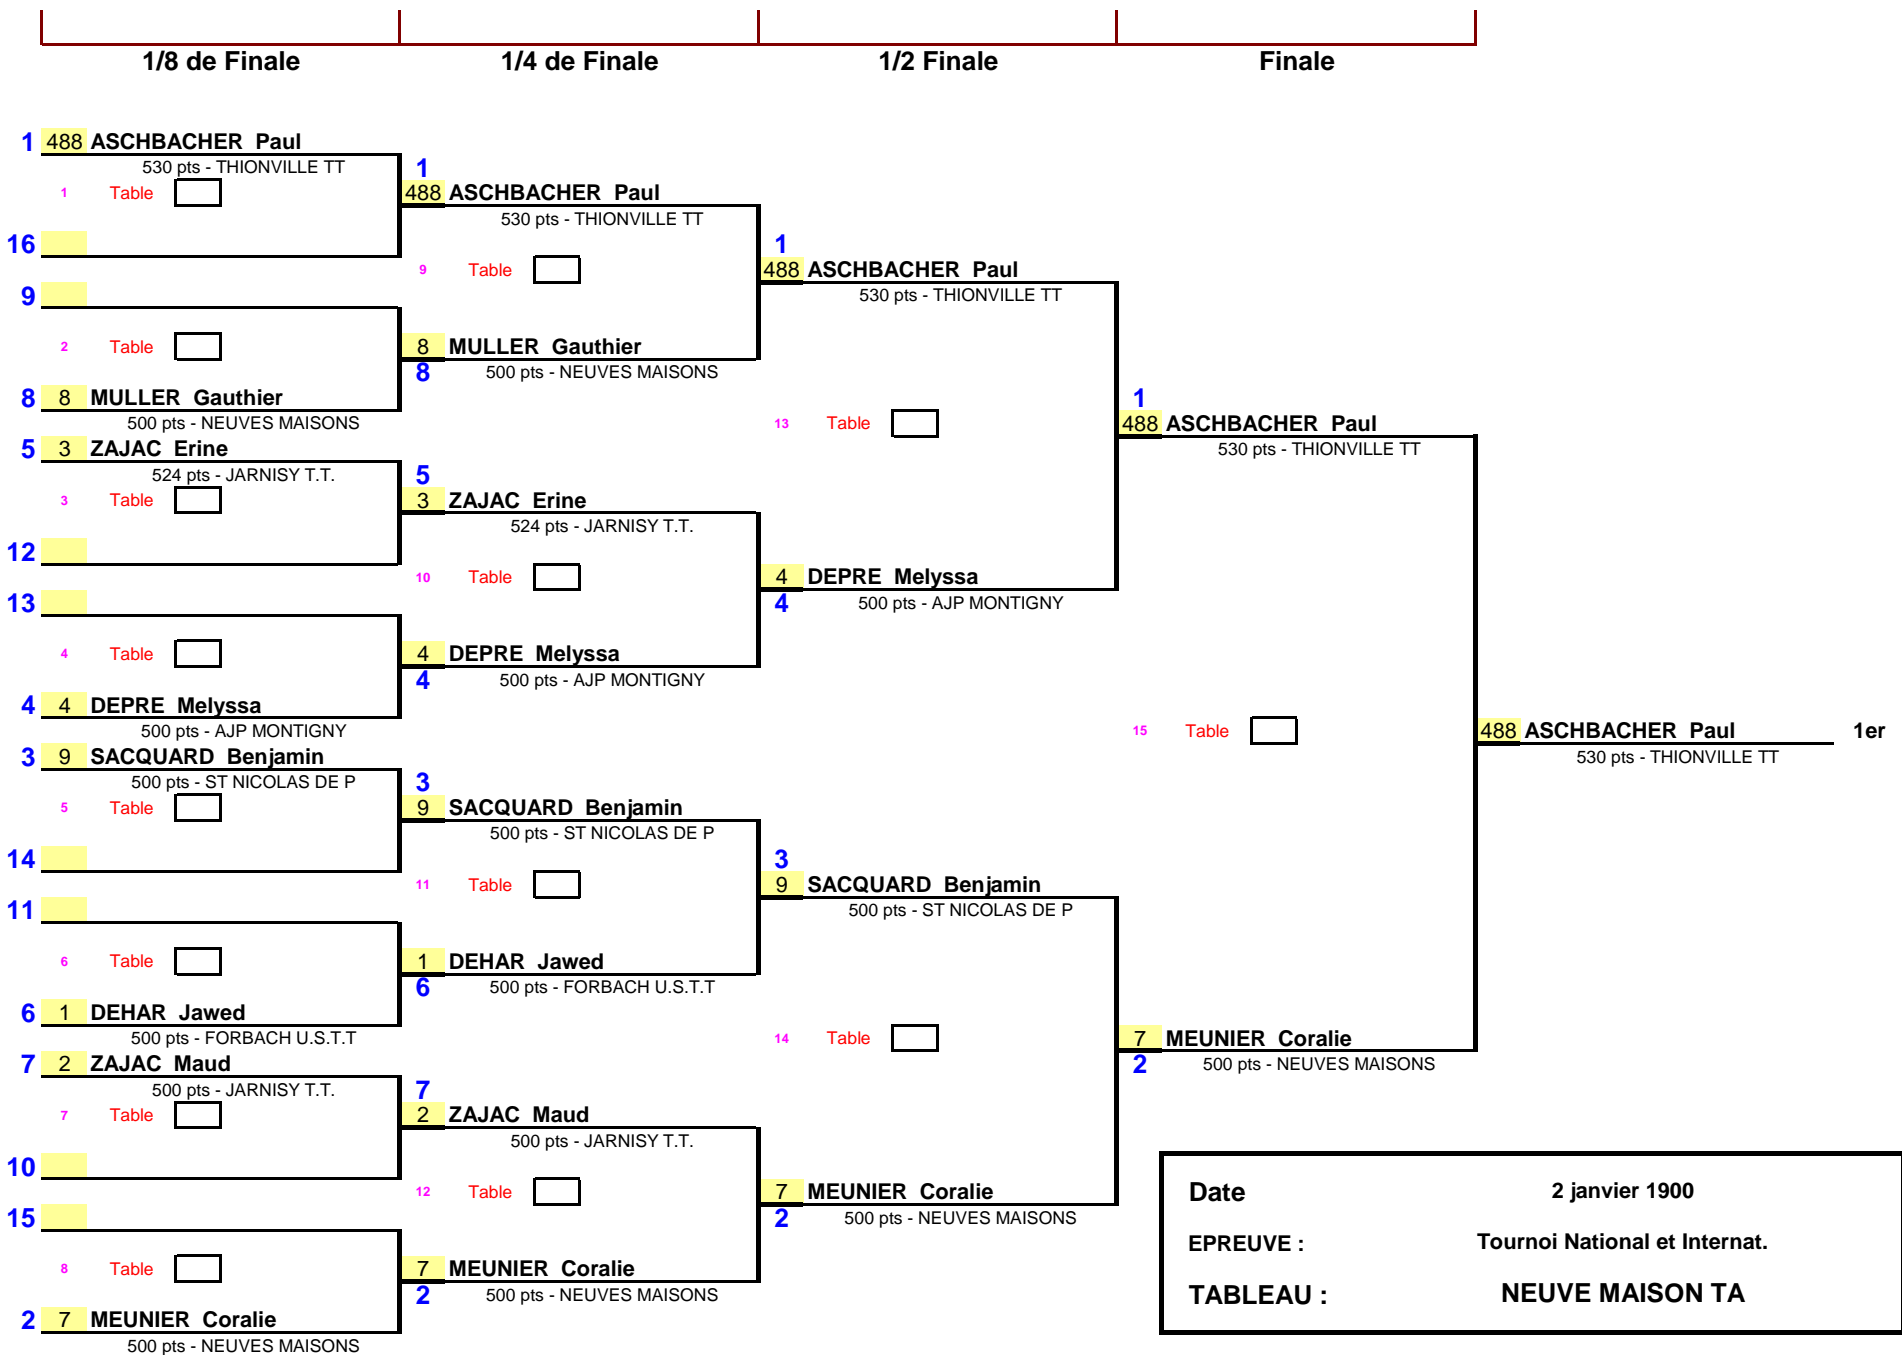 1/8 de Finale 1/4 de Finale 1/2 Finale Finale
1 488 ASCHBACHER Paul
530 pts - THIONVILLE TT
1 Table
16
9
2 Table
8 8 MULLER Gauthier
500 pts - NEUVES MAISONS
5 3 ZAJAC Erine
524 pts - JARNISY T.T.
3 Table
12
13
4 Table
4 4 DEPRE Melyssa
500 pts - AJP MONTIGNY
3 9 SACQUARD Benjamin
500 pts - ST NICOLAS DE P
5 Table
14
11
6 Table
6 1 DEHAR Jawed
500 pts - FORBACH U.S.T.T
7 2 ZAJAC Maud
500 pts - JARNISY T.T.
7 Table
10
15
8 Table
2 7 MEUNIER Coralie
500 pts - NEUVES MAISONS
1
488 ASCHBACHER Paul
530 pts - THIONVILLE TT
9 Table
8 MULLER Gauthier
8 500 pts - NEUVES MAISONS
5
3 ZAJAC Erine
524 pts - JARNISY T.T.
10 Table
4 DEPRE Melyssa
4 500 pts - AJP MONTIGNY
3
9 SACQUARD Benjamin
500 pts - ST NICOLAS DE P
11 Table
1 DEHAR Jawed
6 500 pts - FORBACH U.S.T.T
7
2 ZAJAC Maud
500 pts - JARNISY T.T.
12 Table
7 MEUNIER Coralie
2 500 pts - NEUVES MAISONS
1
488 ASCHBACHER Paul
530 pts - THIONVILLE TT
13 Table
4 DEPRE Melyssa
4 500 pts - AJP MONTIGNY
3
9 SACQUARD Benjamin
500 pts - ST NICOLAS DE P
14 Table
7 MEUNIER Coralie
2 500 pts - NEUVES MAISONS
1
488 ASCHBACHER Paul
530 pts - THIONVILLE TT
15 Table
7 MEUNIER Coralie
2 500 pts - NEUVES MAISONS
488 ASCHBACHER Paul 1er
530 pts - THIONVILLE TT
Date 2 janvier 1900
EPREUVE : Tournoi National et Internat.
TABLEAU : NEUVE MAISON TA